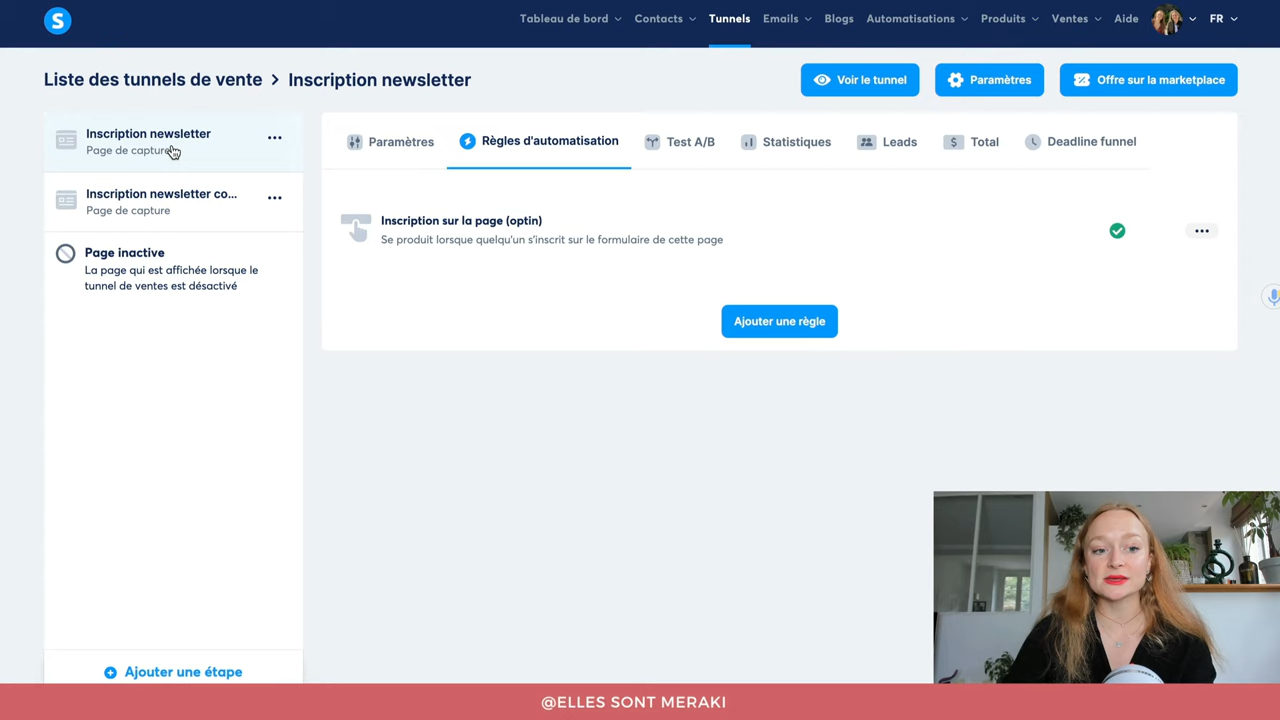 S
Tableau de bord
Contacts
Tunnels
Emails
Blogs
Automatisations
Produits
Ventes
Aide
FR
Liste des tunnels de vente > Inscription newsletter
Voir le tunnel
Paramètres
Offre sur la marketplace
Inscription newsletter
Page de capture
Inscription newsletter co...
Page de capture
Page inactive
La page qui est affichée lorsque le
tunnel de ventes est désactivé
Ajouter une étape
Paramètres
Règles d'automatisation
Test A/B
Statistiques
Leads
$ Total
Deadline funnel
Inscription sur la page (optin)
Se produit lorsque quelqu'un s'inscrit sur le formulaire de cette page
Ajouter une règle
@ELLES SONT MERAKI